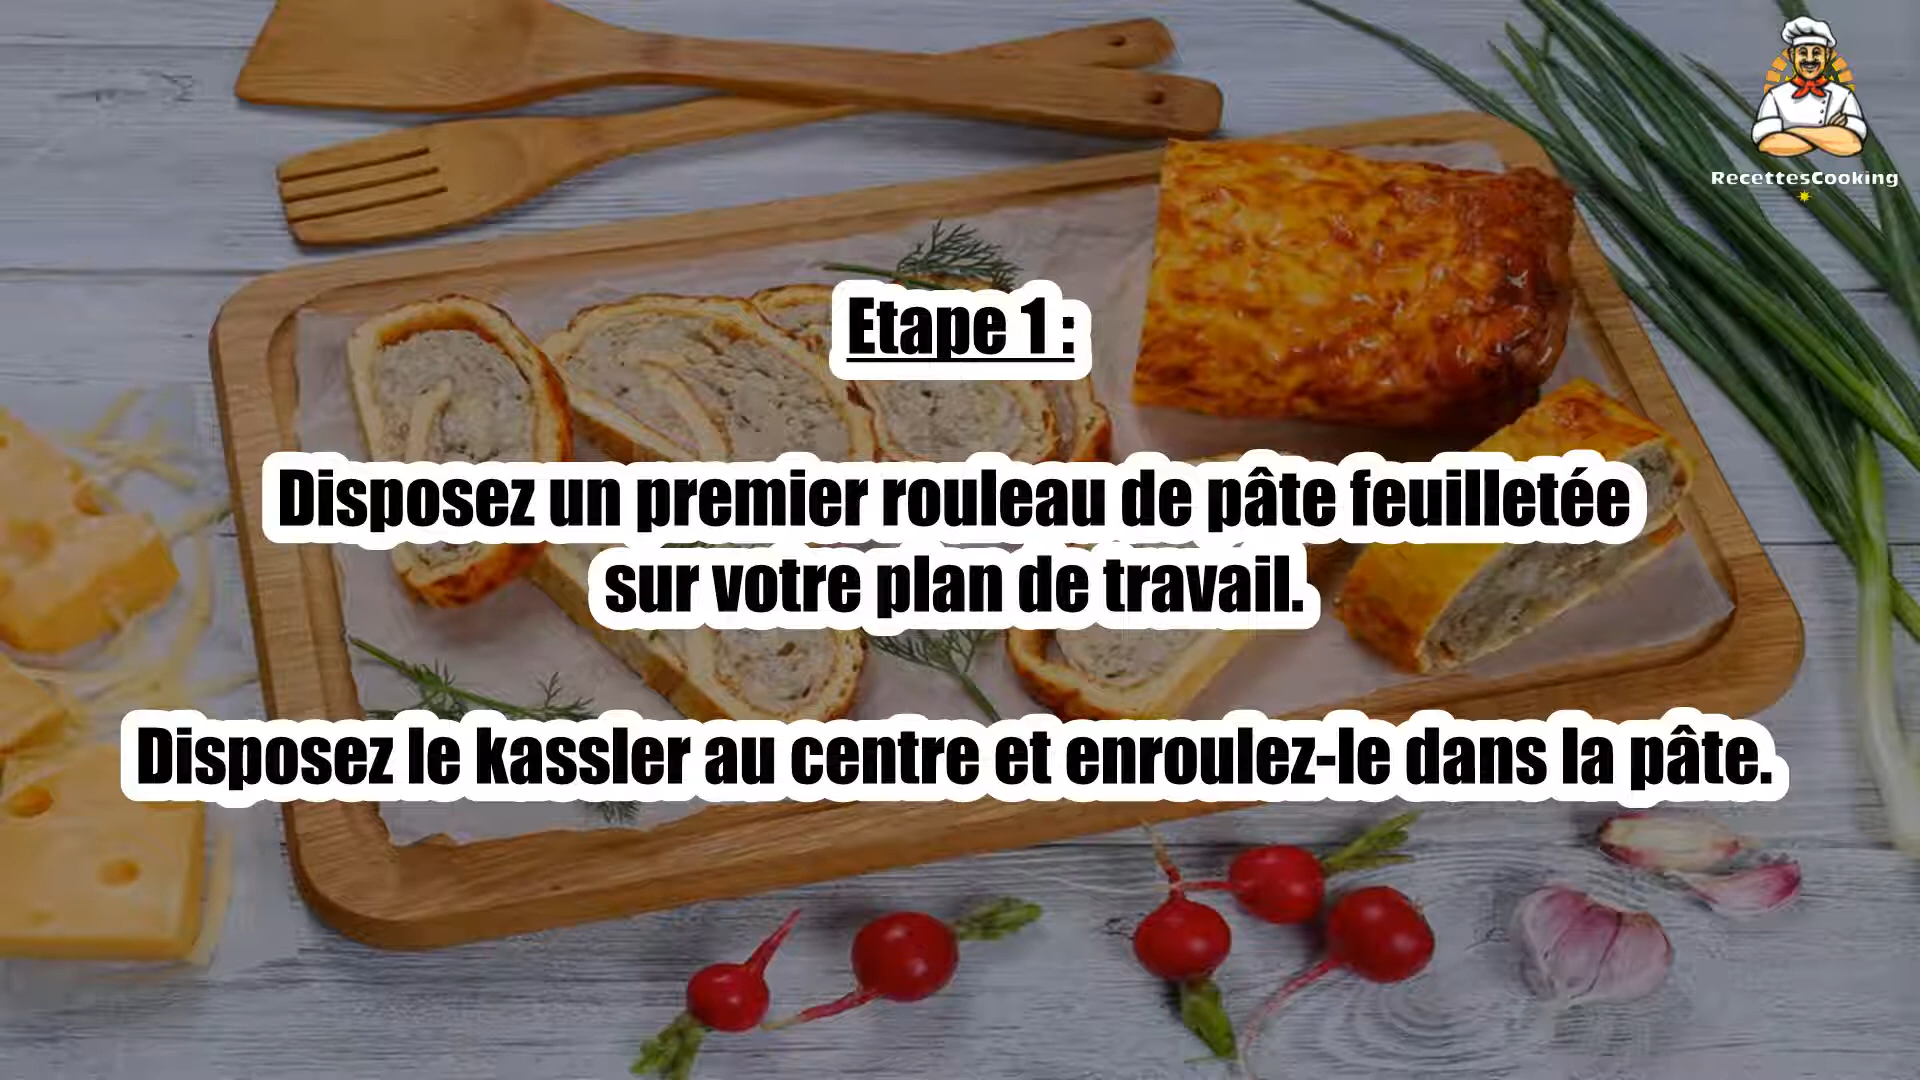 RecettesCooking
Etape 1 :
Disposez un premier rouleau de pâte feuilletée
sur votre plan de travail.
Disposez le kassler au centre et enroulez-le dans la pâte.